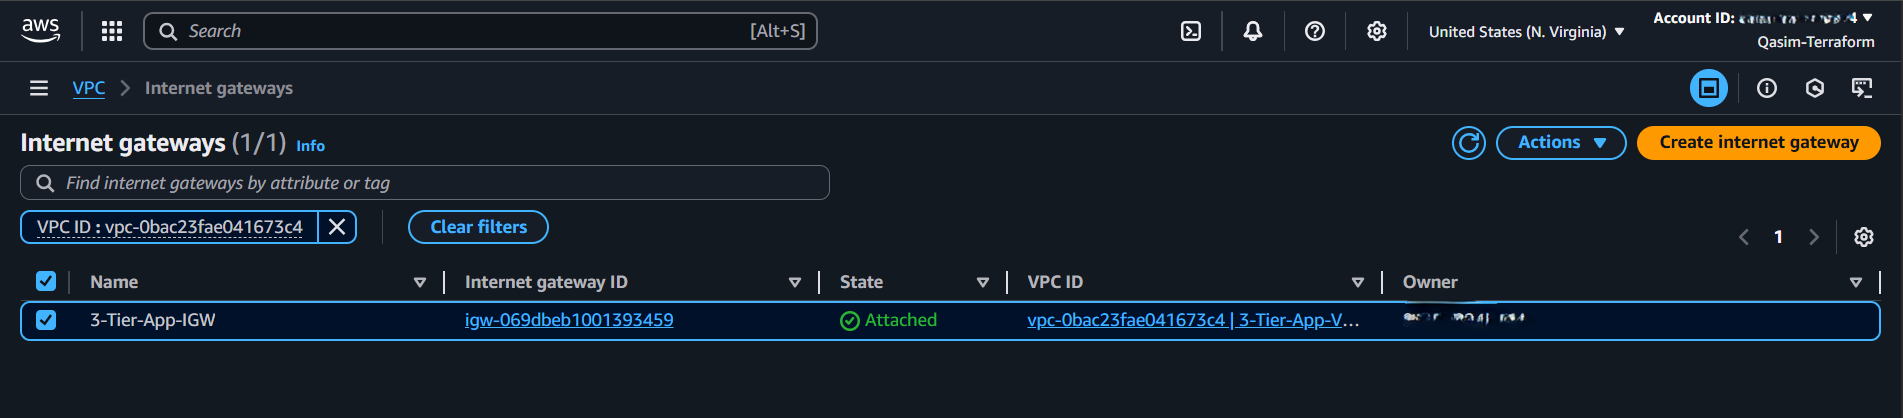 aws Search [Alt+S] United States (N. Virginia) Account ID:
Qasim-Terraform
VPC Internet gateways
Internet gateways (1/1) Info Actions Create internet gateway
Find internet gateways by attribute or tag
VPC ID : vpc-0bac23fae041673c4 Clear filters
1
Name Internet gateway ID State VPC ID Owner
3-Tier-App-IGW igw-069dbeb1001393459 Attached vpc-0bac23fae041673c4 | 3-Tier-App-V...